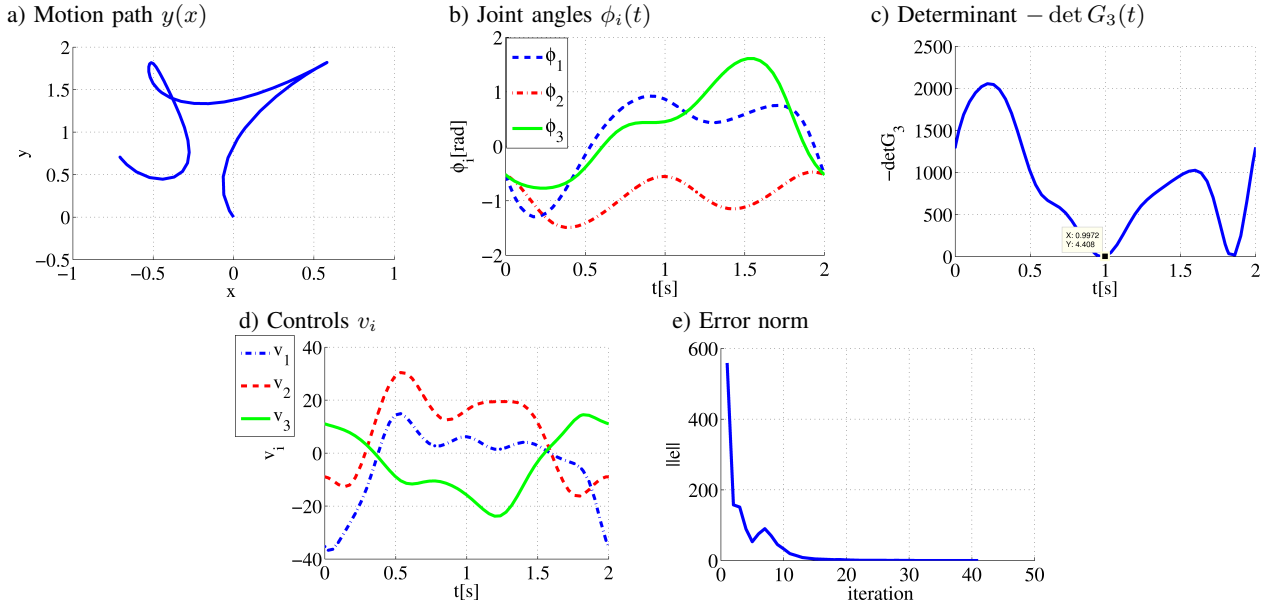 a) Motion path y(x)
2
1.5
1
0.5
0
−0.5
−1
−0.5
0
0.5
1
y
x
b) Joint angles ϕi(t)
ϕ1
ϕ2
ϕ3
2
1
0
−1
−2
0
0.5
1
1.5
2
ϕi[rad]
t[s]
c) Determinant − det G3(t)
2500
2000
1500
1000
500
0
0
0.5
1
1.5
2
−detG3
X: 0.9972
Y: 4.408
t[s]
d) Controls vi
v1
v2
v3
40
20
0
−20
−40
0
0.5
1
1.5
2
vi
t[s]
e) Error norm
600
400
200
0
0
10
20
30
40
50
||e||
iteration